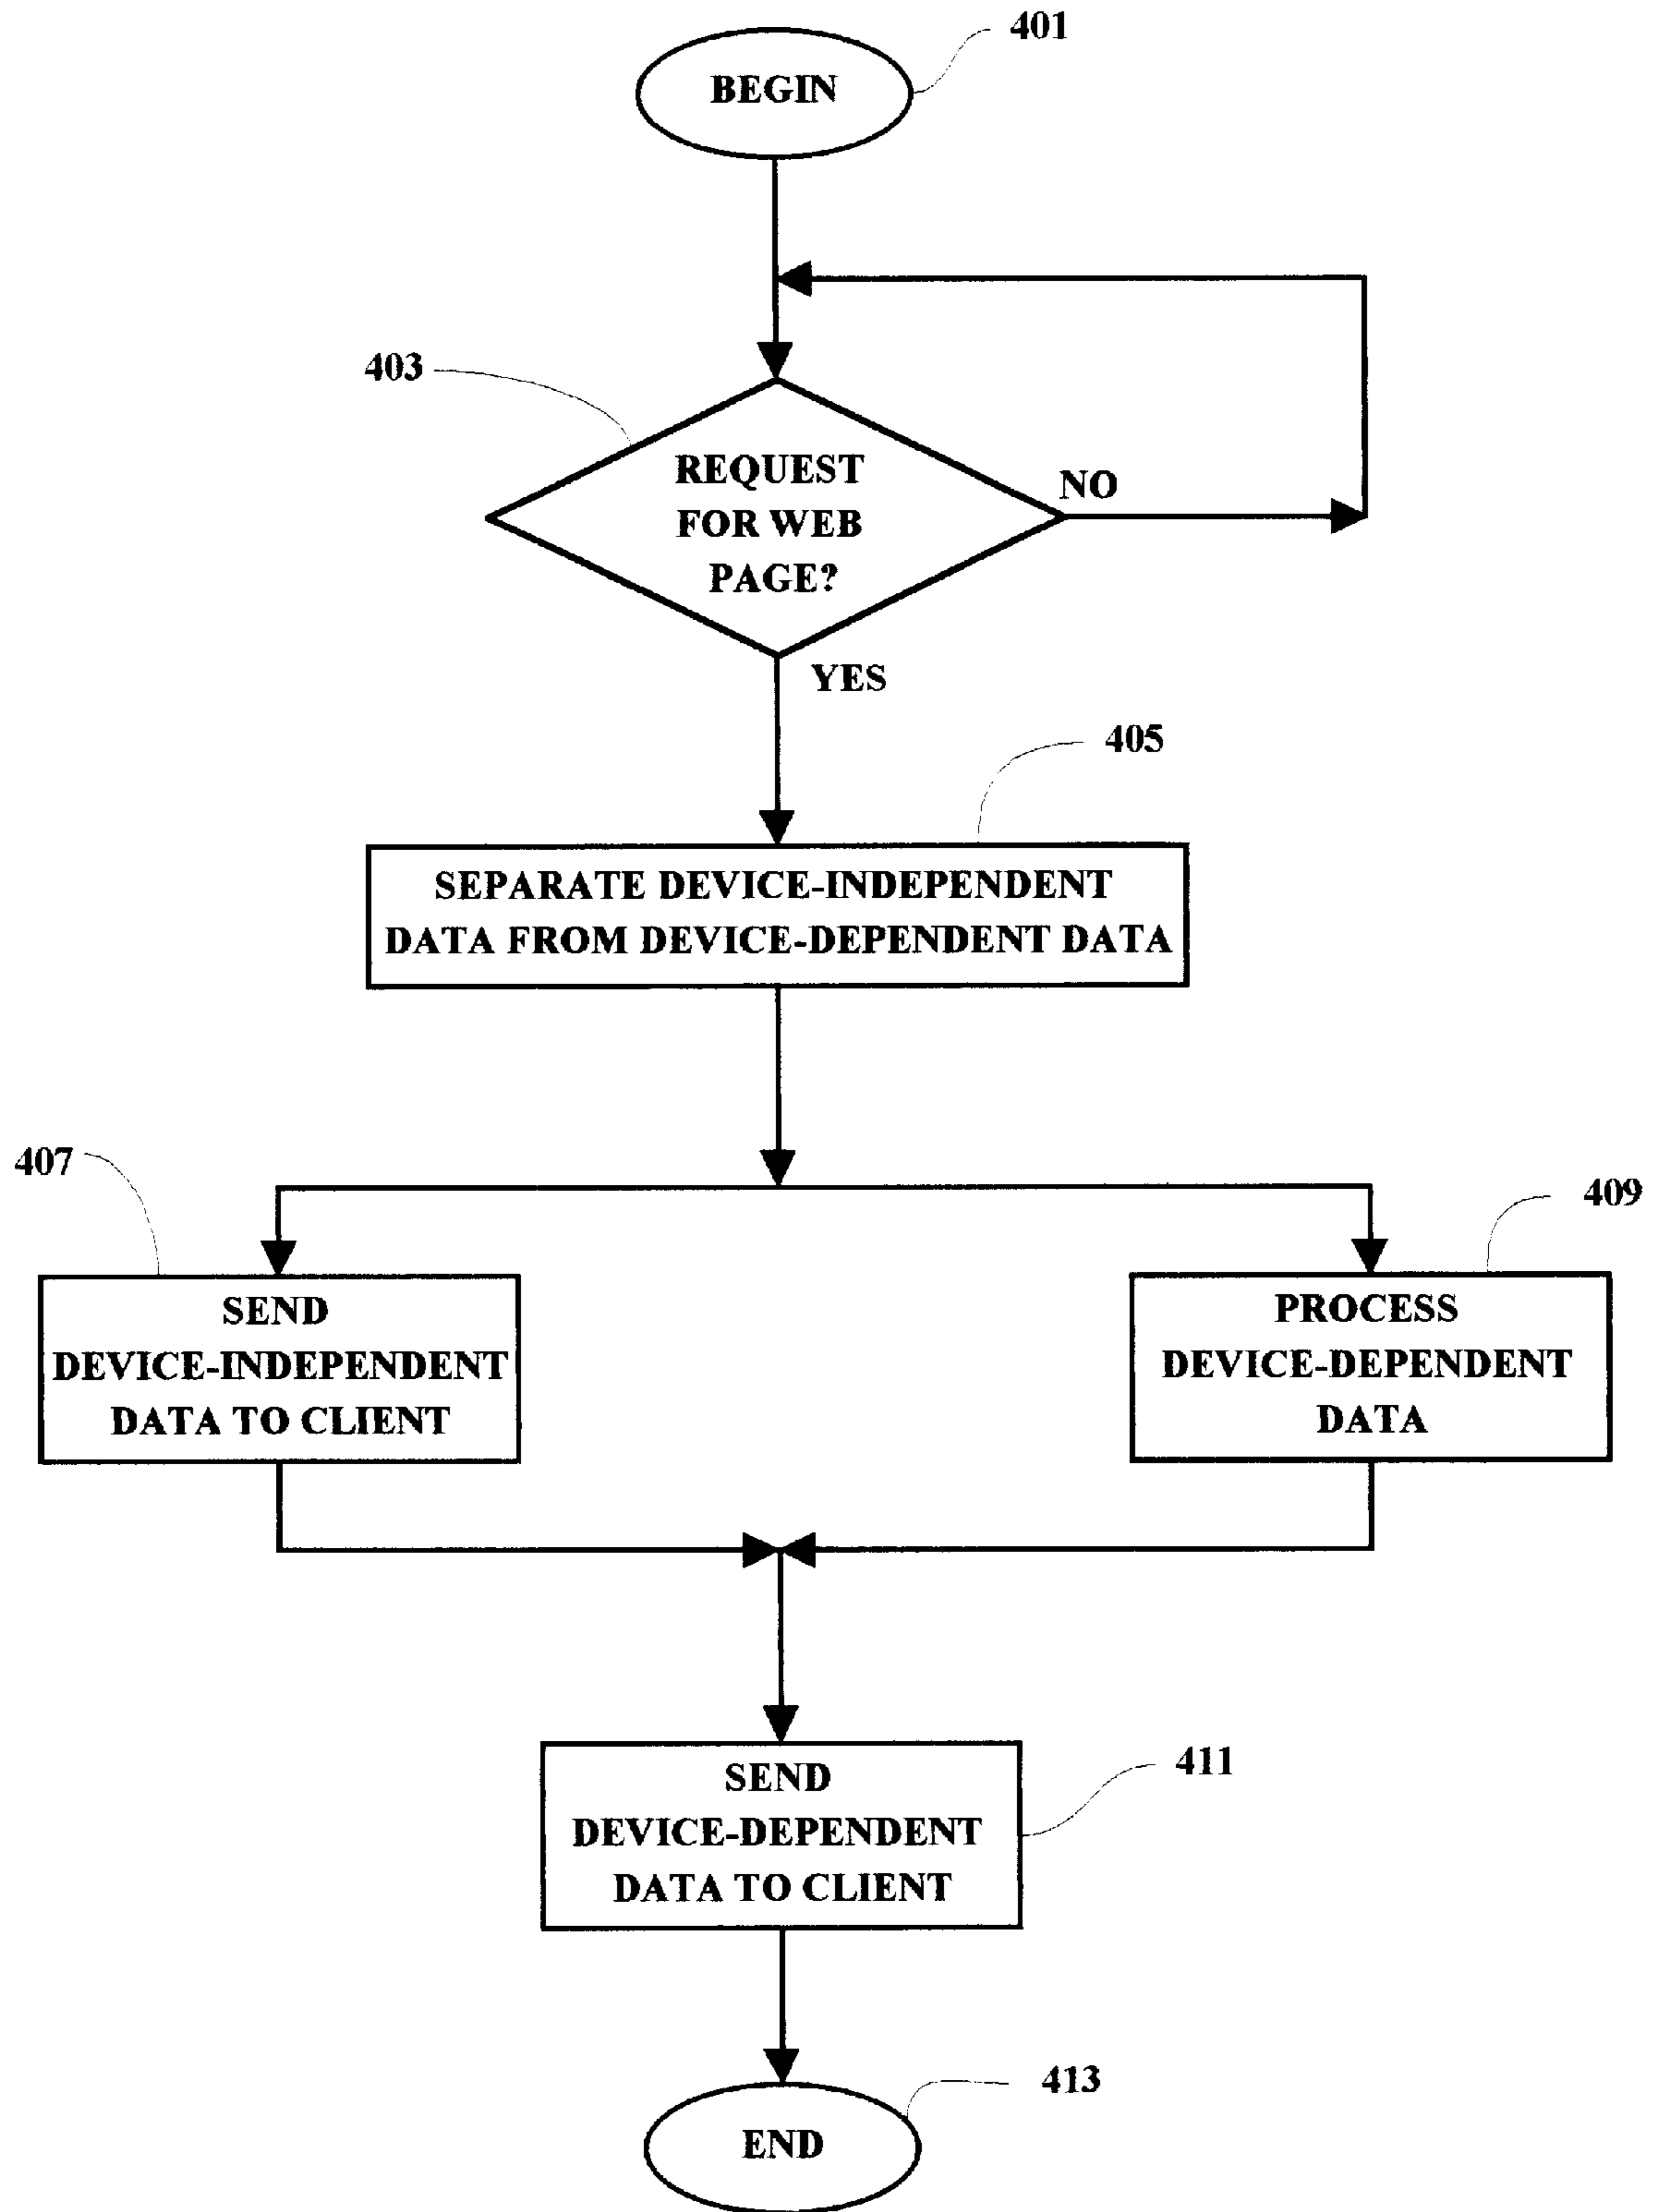 401
BEGIN
403
REQUEST
FOR WEB
PAGE?
NO
YES
405
SEPARATE DEVICE-INDEPENDENT
DATA FROM DEVICE-DEPENDENT DATA
407
409
SEND
DEVICE-INDEPENDENT
DATA TO CLIENT
PROCESS
DEVICE-DEPENDENT
DATA
411
SEND
DEVICE-DEPENDENT
DATA TO CLIENT
413
END